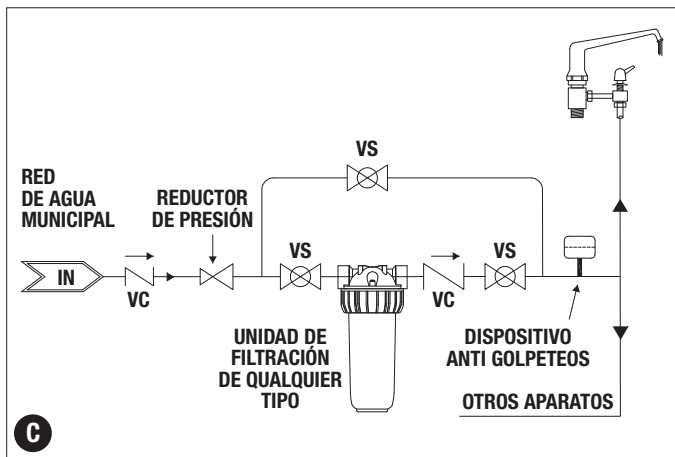 RED
DE AGUA
MUNICIPAL
IN
VC
REDUCTOR
DE PRESIÓN
VS
VS
UNIDAD DE
FILTRACIÓN
DE QUALQUIER
TIPO
VC
VS
DISPOSITIVO
ANTI GOLPETEOS
OTROS APARATOS
C